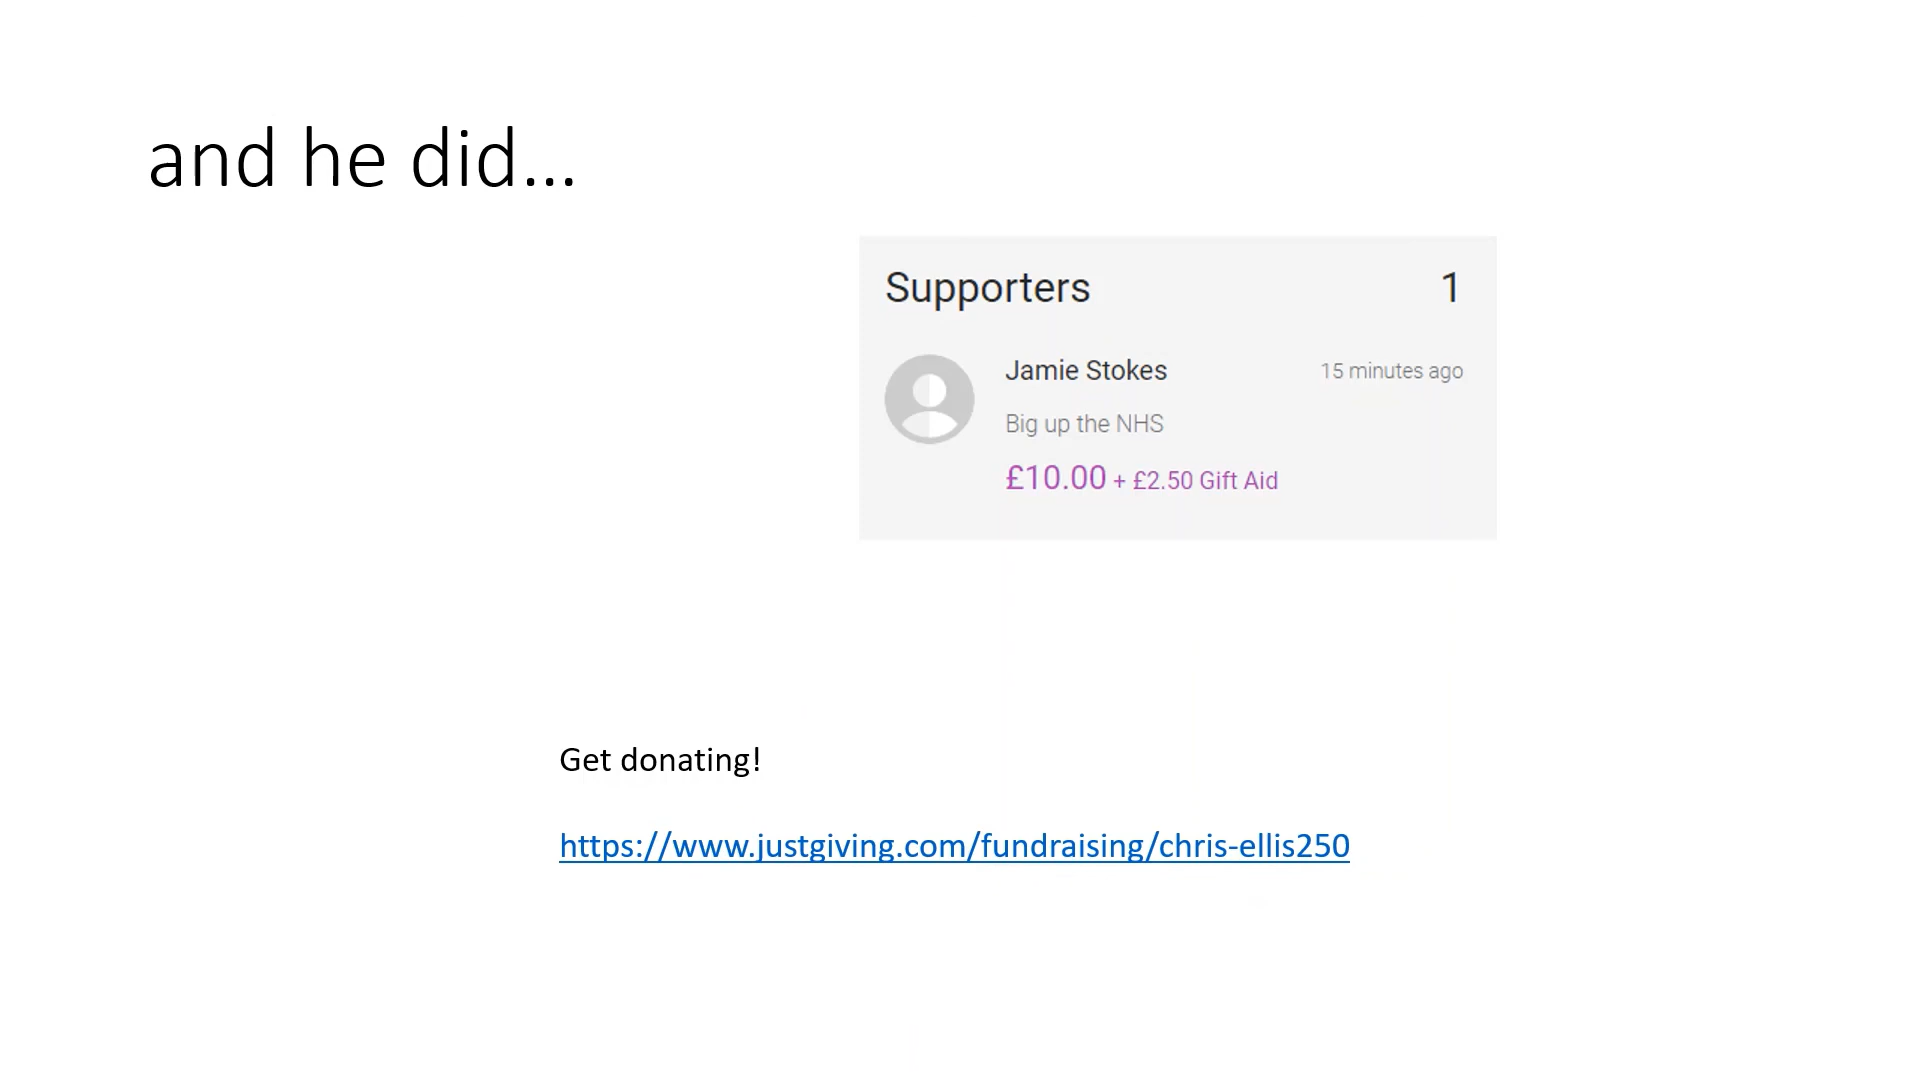 and he did...
Supporters 1
Jamie Stokes 15 minutes ago
Big up the NHS
£10.00 + £2.50 Gift Aid
Get donating!
https://www.justgiving.com/fundraising/chris-ellis250